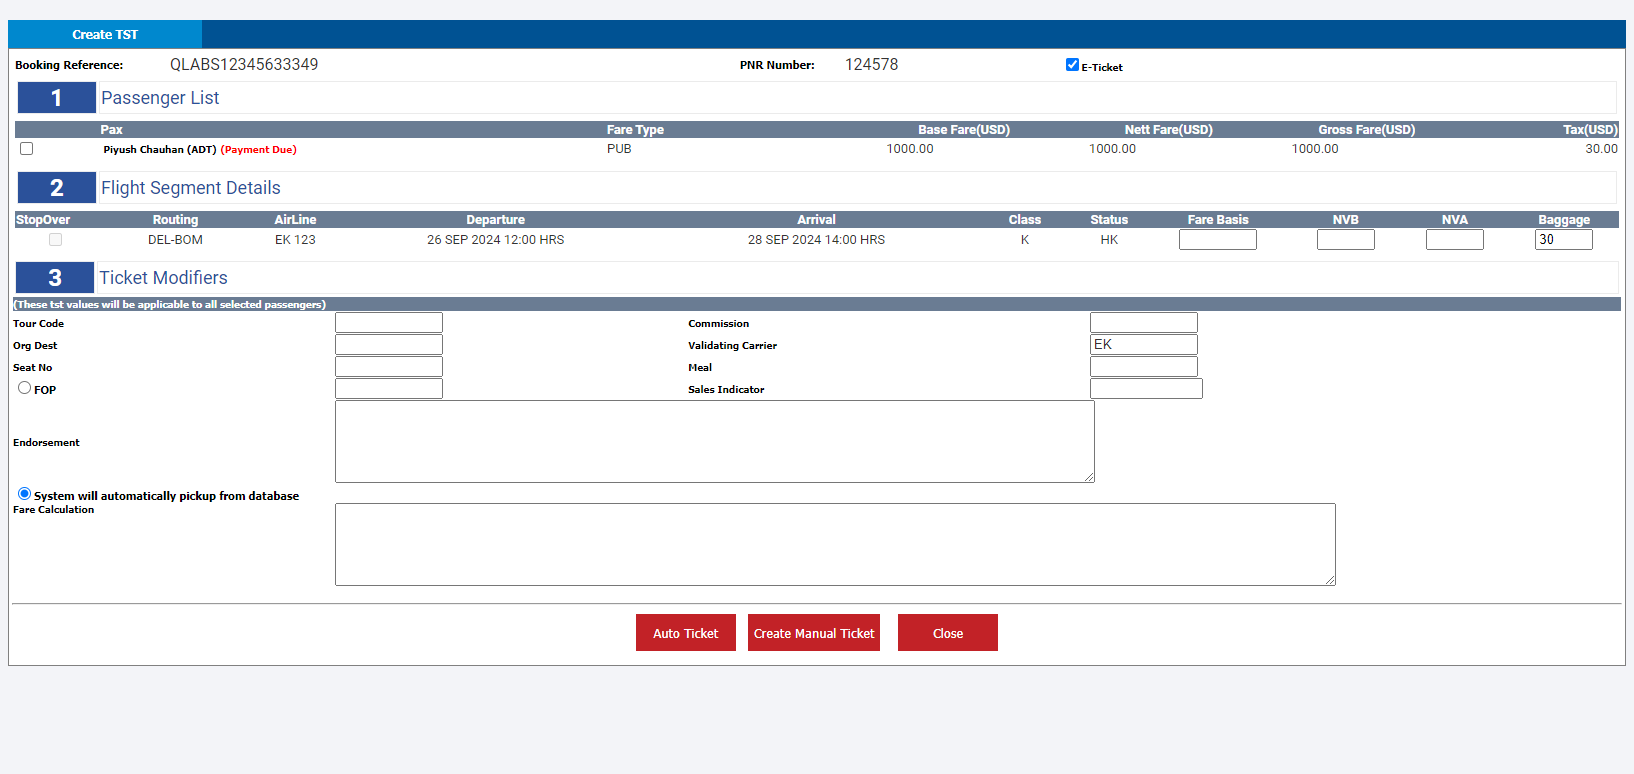 Create TST
Booking Reference: QLABS12345633349 PNR Number: 124578 E-Ticket
1 Passenger List
Pax Fare Type Base Fare(USD) Nett Fare(USD) Gross Fare(USD) Tax(USD)
Piyush Chauhan (ADT) (Payment Due) PUB 1000.00 1000.00 1000.00 30.00
2 Flight Segment Details
StopOver Routing AirLine Departure Arrival Class Status Fare Basis NVB NVA Baggage
DEL-BOM EK 123 26 SEP 2024 12:00 HRS 28 SEP 2024 14:00 HRS K HK 30
3 Ticket Modifiers
(These tst values will be applicable to all selected passengers)
Tour Code Commission
Org Dest Validating Carrier EK
Seat No Meal
FOP Sales Indicator
Endorsement
System will automatically pickup from database
Fare Calculation
Auto Ticket Create Manual Ticket Close